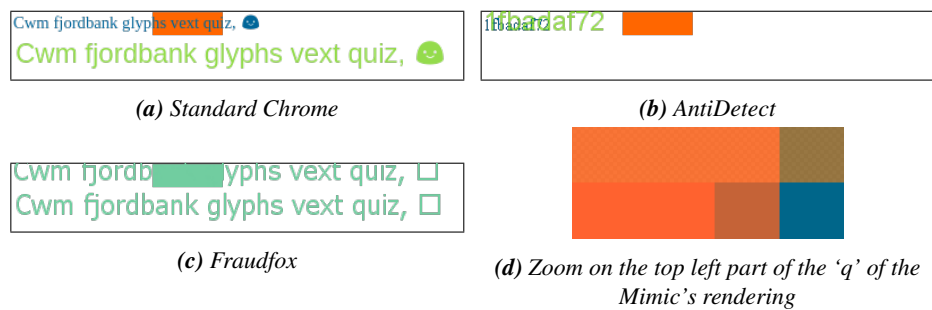 Cwm fjordbank glyphs vext quiz, 😃
Cwm fjordbank glyphs vext quiz, 😃
(a) Standard Chrome
1fbadaf72
1fbadaf72
(b) AntiDetect
Cwm fjordb yphs vext quiz, □
Cwm fjordbank glyphs vext quiz, □
(c) Fraudfox
(d) Zoom on the top left part of the ‘q’ of the
Mimic’s rendering